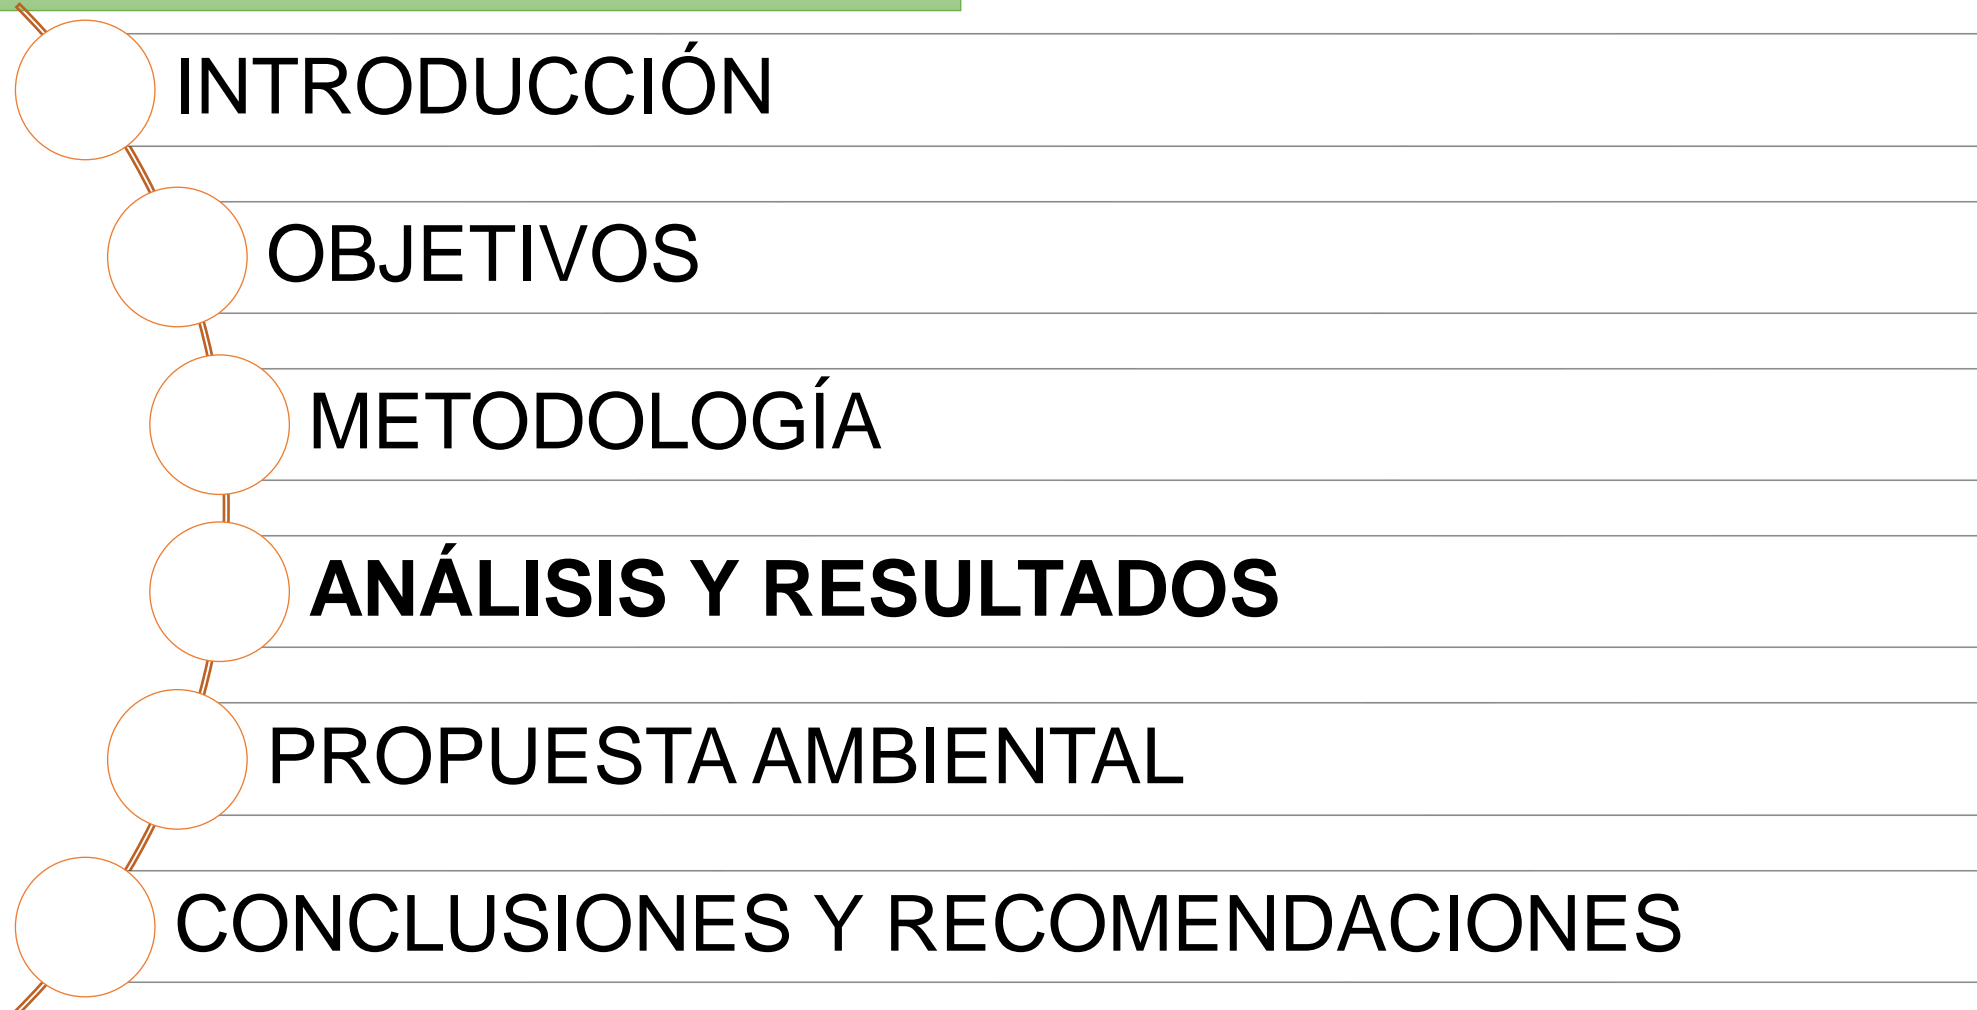 INTRODUCCIÓN
OBJETIVOS
METODOLOGÍA
ANÁLISIS Y RESULTADOS
PROPUESTA AMBIENTAL
CONCLUSIONES Y RECOMENDACIONES